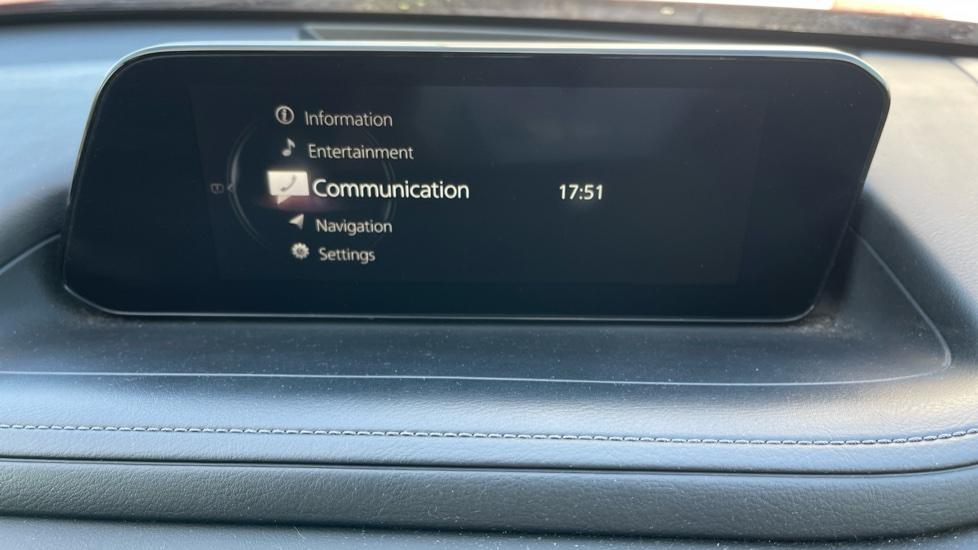 Information
Entertainment
Communication 17:51
Navigation
Settings